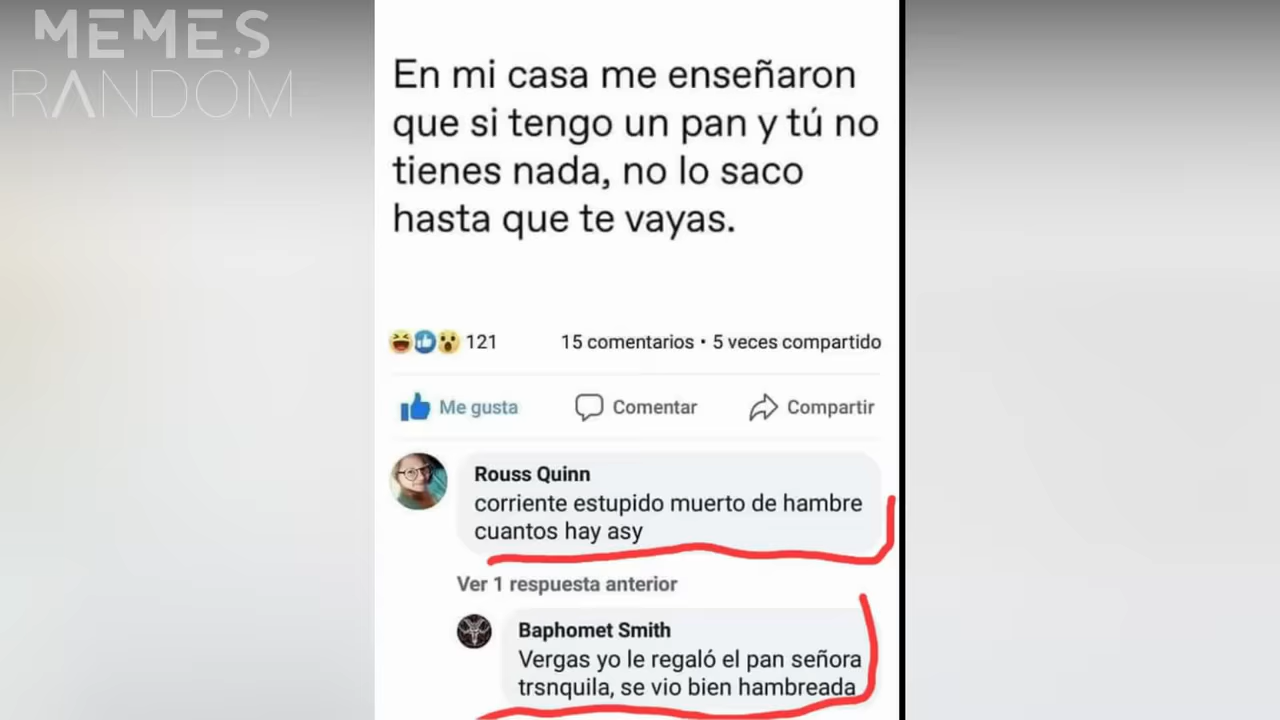 MEMES
RANDOM
En mi casa me enseñaron
que si tengo un pan y tú no
tienes nada, no lo saco
hasta que te vayas.
121
15 comentarios • 5 veces compartido
Me gusta
Comentar
Compartir
Rouss Quinn
corriente estupido muerto de hambre
cuantos hay asy
Ver 1 respuesta anterior
Baphomet Smith
Vergas yo le regaló el pan señora
trsnquila, se vio bien hambreada